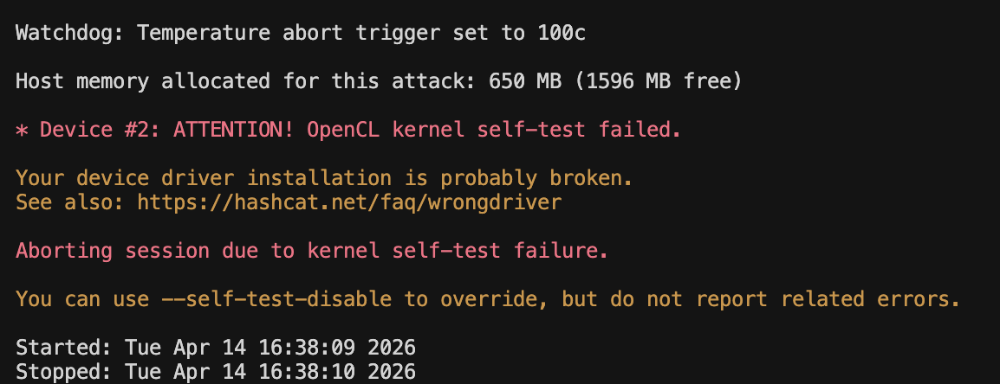 Watchdog: Temperature abort trigger set to 100c
Host memory allocated for this attack: 650 MB (1596 MB free)
* Device #2: ATTENTION! OpenCL kernel self-test failed.
Your device driver installation is probably broken.
See also: https://hashcat.net/faq/wrongdriver
Aborting session due to kernel self-test failure.
You can use --self-test-disable to override, but do not report related errors.
Started: Tue Apr 14 16:38:09 2026
Stopped: Tue Apr 14 16:38:10 2026